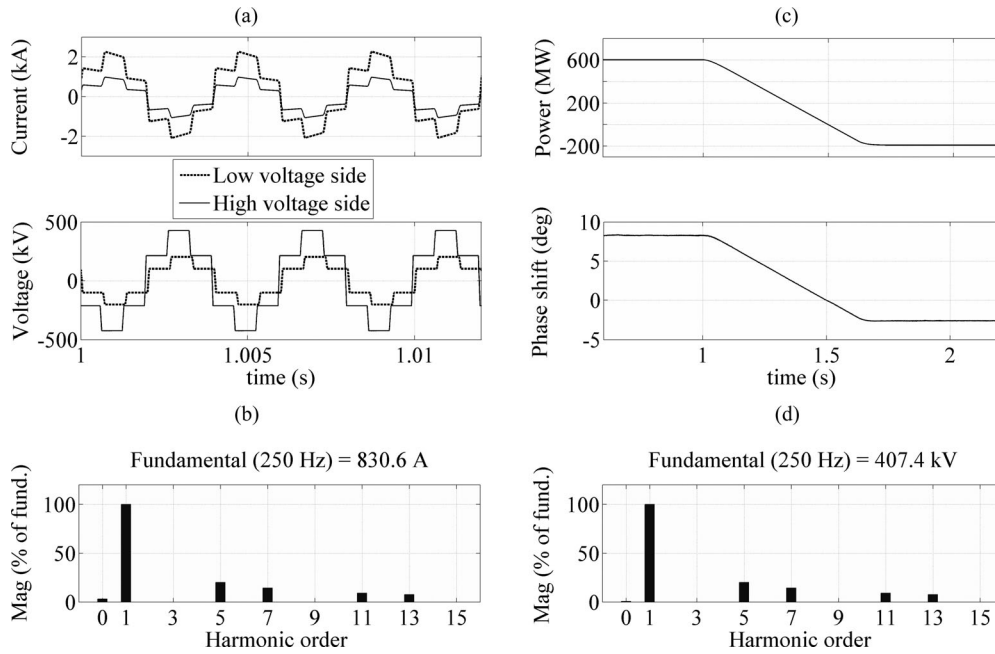 (a)
Current (kA)
2
0
-2
Low voltage side
High voltage side
Voltage (kV)
500
0
-500
1
1.005
1.01
time (s)
(b)
Fundamental (250 Hz) = 830.6 A
Mag (% of fund.)
100
50
0
0 1 3 5 7 9 11 13 15
Harmonic order
(c)
Power (MW)
600
200
-200
Phase shift (deg)
10
5
0
-5
1
1.5
2
time (s)
(d)
Fundamental (250 Hz) = 407.4 kV
Mag (% of fund.)
100
50
0
0 1 3 5 7 9 11 13 15
Harmonic order